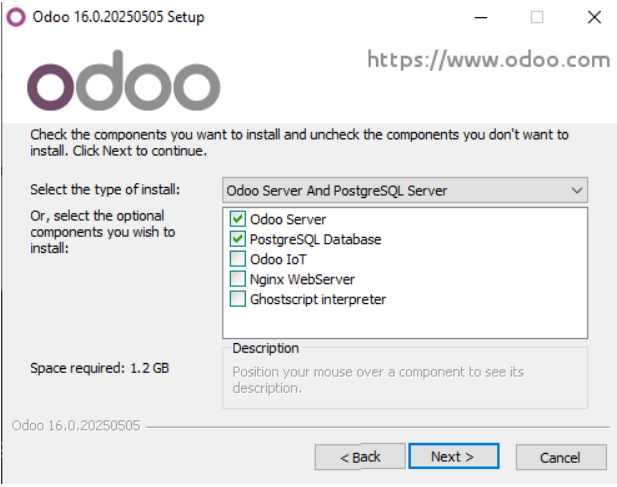 Odoo 16.0.20250505 Setup
odoo
https://www.odoo.com
Check the components you want to install and uncheck the components you don't want to
install. Click Next to continue.
Select the type of install:
Odoo Server And PostgreSQL Server
Or, select the optional
components you wish to
install:
Odoo Server
PostgreSQL Database
Odoo IoT
Nginx WebServer
Ghostscript interpreter
Space required: 1.2 GB
Description
Position your mouse over a component to see its
description.
Odoo 16.0.20250505
< Back
Next >
Cancel